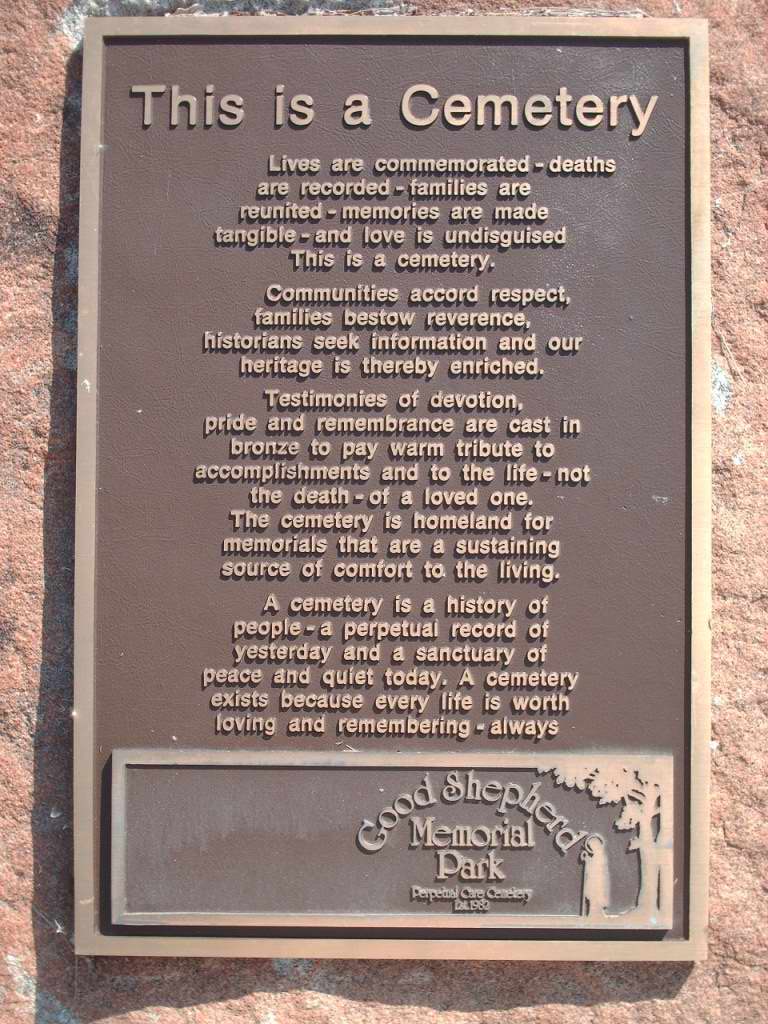 This is a Cemetery
Lives are commemorated - deaths
are recorded - families are
reunited - memories are made
tangible - and love is undisguised
This is a cemetery.
Communities accord respect,
families bestow reverence,
historians seek information and our
heritage is thereby enriched.
Testimonies of devotion,
pride and remembrance are cast in
bronze to pay warm tribute to
accomplishments and to the life - not
the death - of a loved one.
The cemetery is homeland for
memorials that are a sustaining
source of comfort to the living.
A cemetery is a history of
people - a perpetual record of
yesterday and a sanctuary of
peace and quiet today. A cemetery
exists because every life is worth
loving and remembering - always
Good Shepherd
Memorial
Park
Perpetual Care Cemetery
Est. 1982